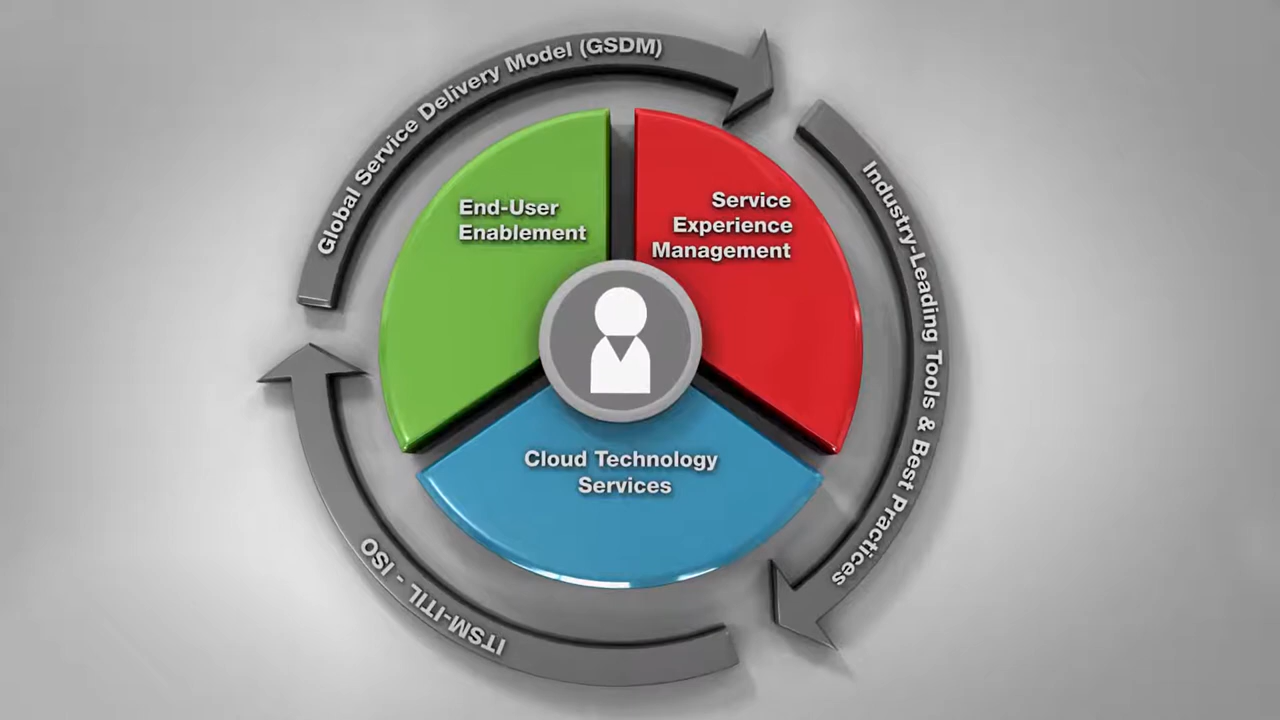 Global Service Delivery Model (GSDM)
End-User
Enablement
Service
Experience
Management
Industry-Leading Tools & Best Practices
Cloud Technology
Services
ITSM-ITIL - ISO